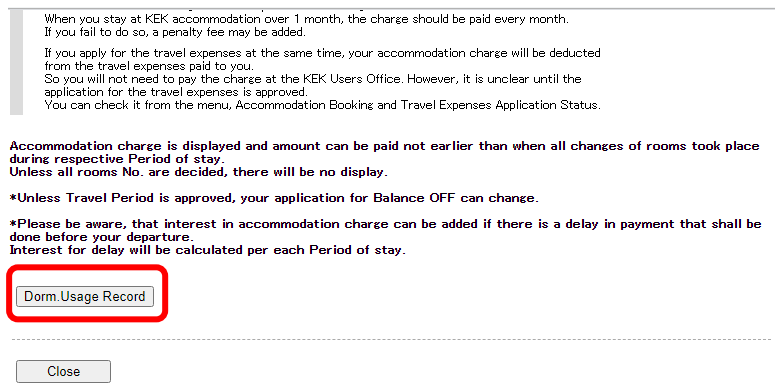 When you stay at KEK accommodation over 1 month, the charge should be paid every month.
If you fail to do so, a penalty fee may be added.
If you apply for the travel expenses at the same time, your accommodation charge will be deducted
from the travel expenses paid to you.
So you will not need to pay the charge at the KEK Users Office. However, it is unclear until the
application for the travel expenses is approved.
You can check it from the menu, Accommodation Booking and Travel Expenses Application Status.
Accommodation charge is displayed and amount can be paid not earlier than when all changes of rooms took place
during respective Period of stay.
Unless all rooms No. are decided, there will be no display.
*Unless Travel Period is approved, your application for Balance OFF can change.
*Please be aware, that interest in accommodation charge can be added if there is a delay in payment that shall be
done before your departure.
Interest for delay will be calculated per each Period of stay.
Dorm.Usage Record
Close